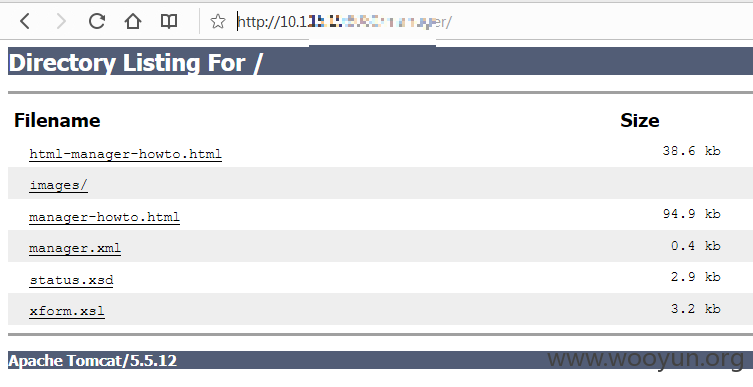 http://10.1
er/
Directory Listing For /
Filename Size
html-manager-howto.html 38.6 kb
images/
manager-howto.html 94.9 kb
manager.xml 0.4 kb
status.xsd 2.9 kb
xform.xsl 3.2 kb
Apache Tomcat/5.5.12
www.wooyun.org